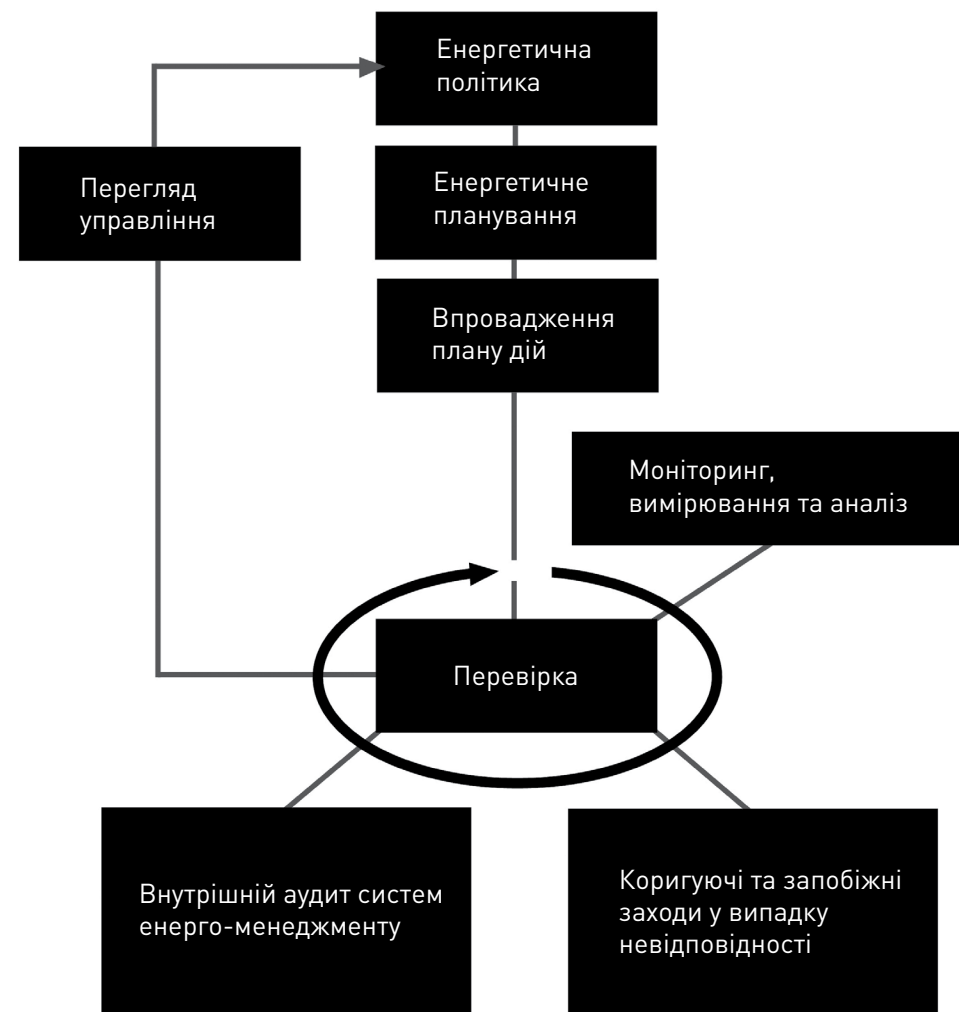 Енергетична
політика
Перегляд
управління
Енергетичне
планування
Впровадження
плану дій
Моніторинг,
вимірювання та аналіз
Перевірка
Внутрішній аудит систем
енерго-менеджменту
Коригуючі та запобіжні
заходи у випадку
невідповідності